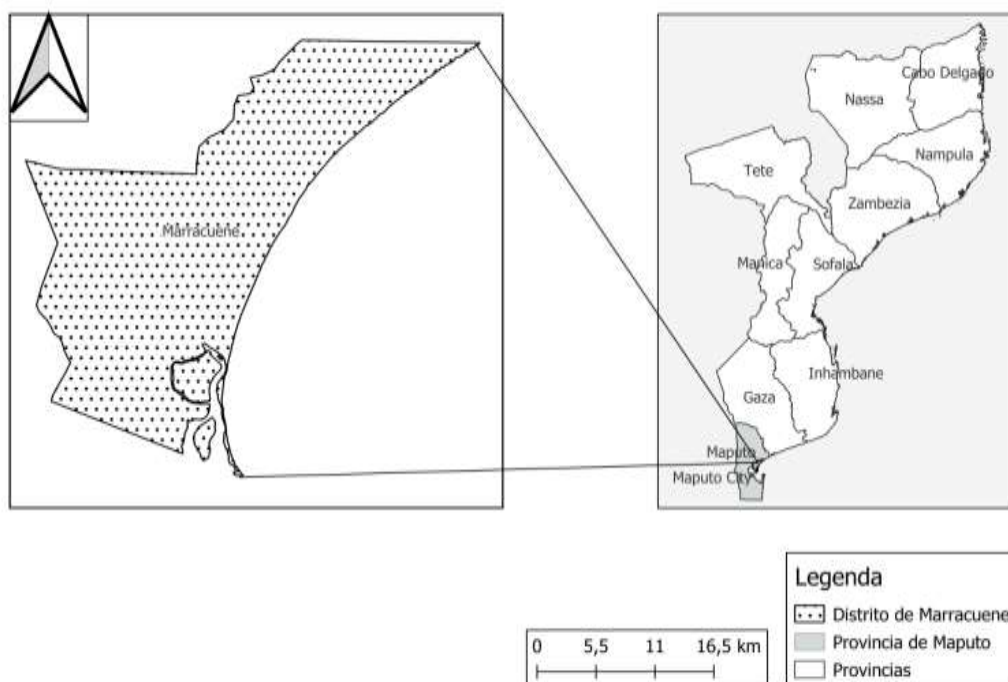 Marracuene
Cabo Delgado
Nassa
Nampula
Tete
Zambezia
Manica
Sofala
Inhambane
Gaza
Maputo
Maputo City
Legenda
Distrito de Marracuene
Provincia de Maputo
Provincias
0 5,5 11 16,5 km